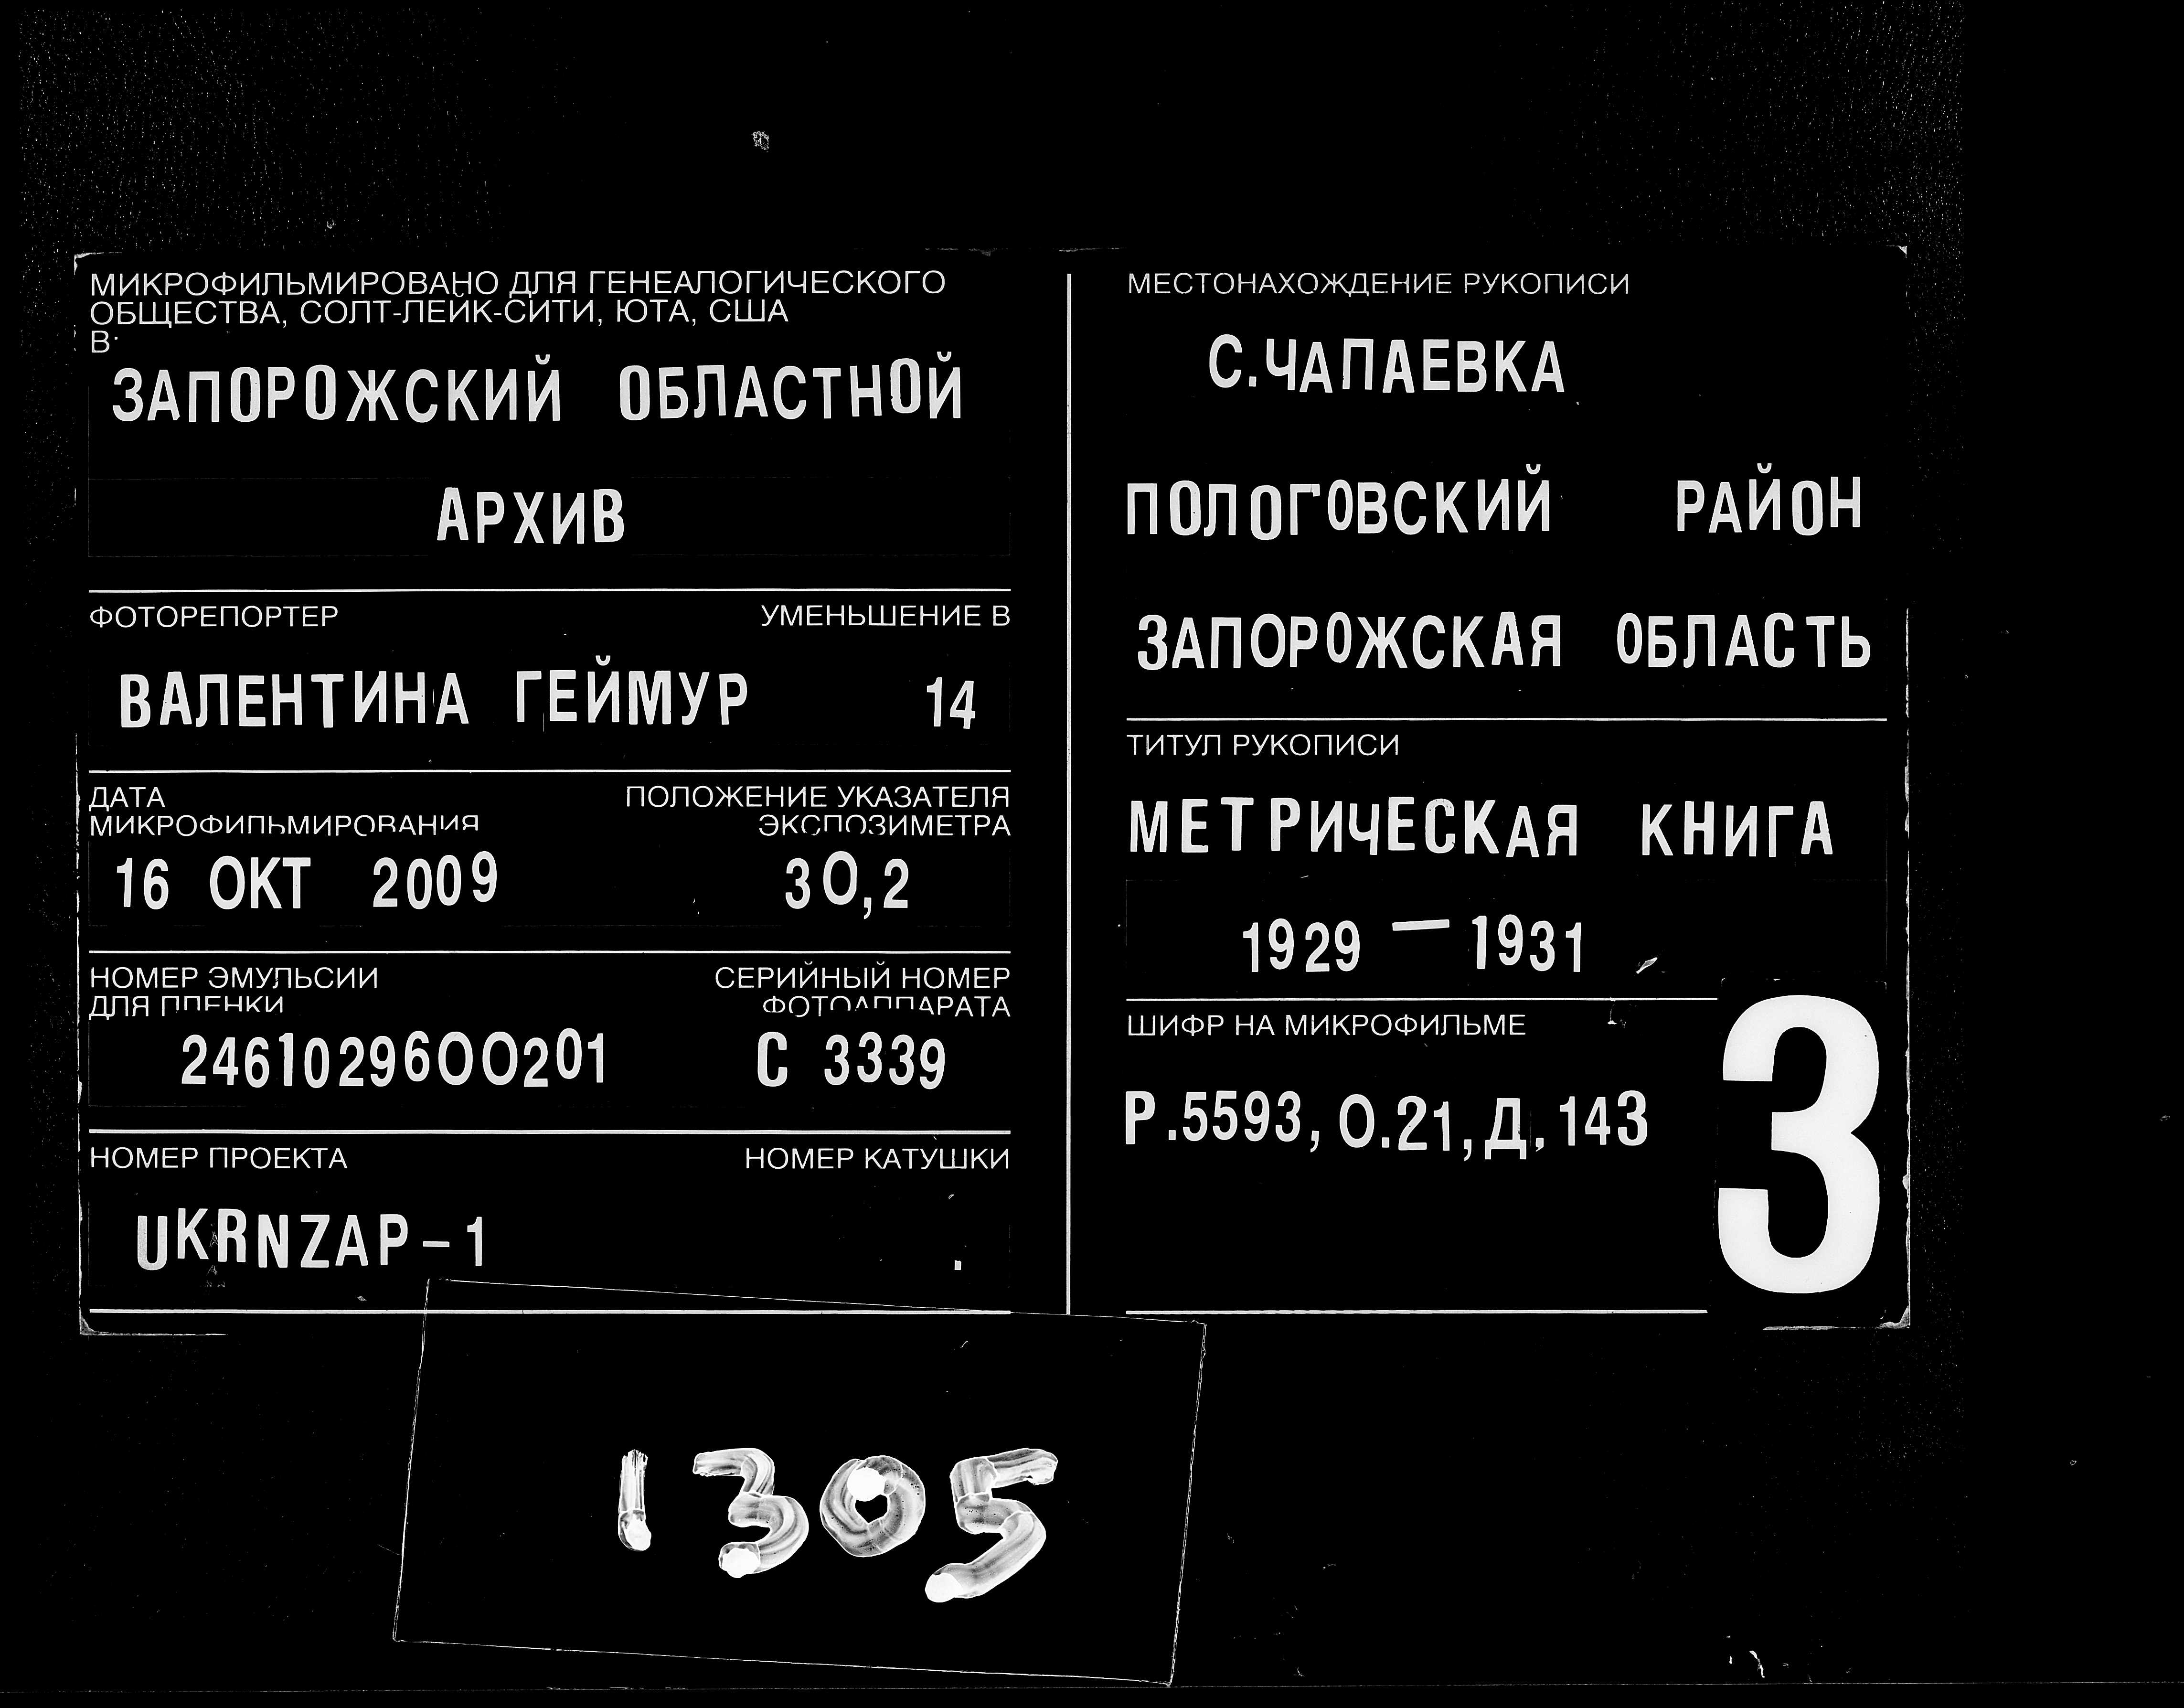 МИКРОФИЛЬМИРОВАНО ДЛЯ ГЕНЕАЛОГИЧЕСКОГО
ОБЩЕСТВА, СОЛТ-ЛЕЙК-СИТИ, ЮТА, США
В:
ЗАПОРОЖСКИЙ ОБЛАСТНОЙ
АРХИВ
ФОТОРЕПОРТЕР УМЕНЬШЕНИЕ В
ВАЛЕНТИНА ГЕЙМУР 14
ДАТА ПОЛОЖЕНИЕ УКАЗАТЕЛЯ
МИКРОФИЛЬМИРОВАНИЯ ЭКСПОЗИМЕТРА
16 ОКТ 2009 30,2
НОМЕР ЭМУЛЬСИИ СЕРИЙНЫЙ НОМЕР
ДЛЯ ПЛЕНКИ ФОТОАППАРАТА
2461029600201 С 3339
НОМЕР ПРОЕКТА НОМЕР КАТУШКИ
UKRNZAP-1
МЕСТОНАХОЖДЕНИЕ РУКОПИСИ
С.ЧАПАЕВКА
ПОЛОГОВСКИЙ РАЙОН
ЗАПОРОЖСКАЯ ОБЛАСТЬ
ТИТУЛ РУКОПИСИ
МЕТРИЧЕСКАЯ КНИГА
1929 – 1931
ШИФР НА МИКРОФИЛЬМЕ
Р.5593, О.21, Д. 143
3
1305